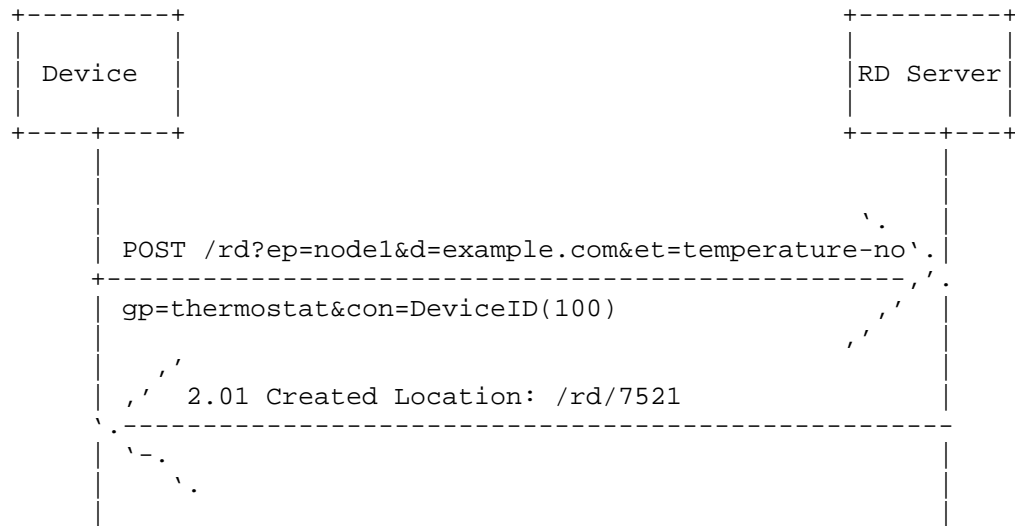 Device
RD Server
POST /rd?ep=node1&d=example.com&et=temperature-no
gp=thermostat&con=DeviceID(100)
2.01 Created Location: /rd/7521